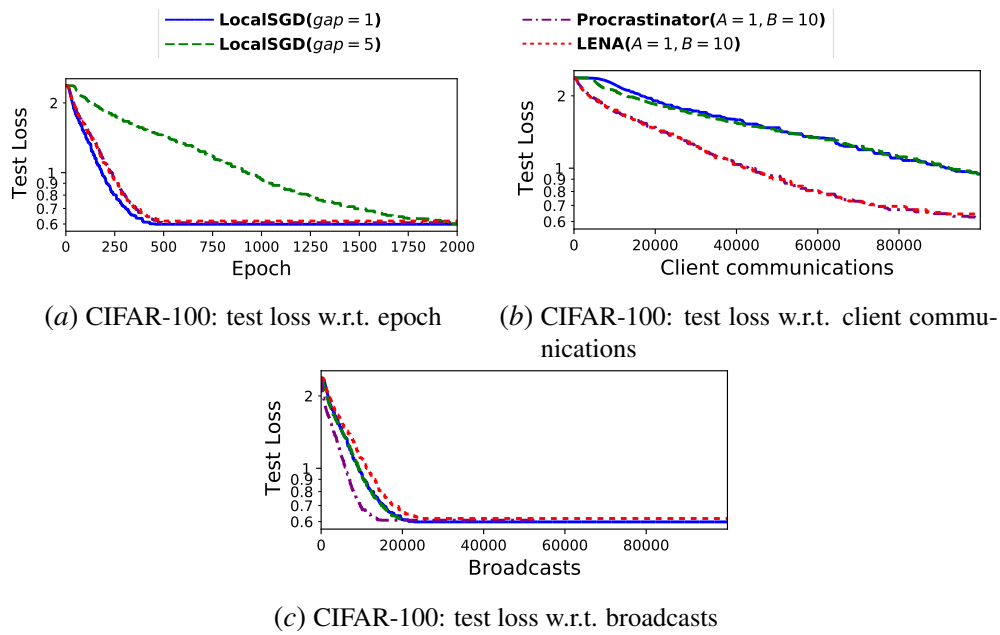 LocalSGD(gap = 1)
LocalSGD(gap = 5)
Procrastinator(A = 1, B = 10)
LENA(A = 1, B = 10)
Test Loss
2
1
0.9
0.8
0.7
0.6
0 250 500 750 1000 1250 1500 1750 2000
Epoch
(a) CIFAR-100: test loss w.r.t. epoch
Test Loss
2
1
0.9
0.8
0.7
0.6
0 20000 40000 60000 80000
Client communications
(b) CIFAR-100: test loss w.r.t. client commu-
nications
Test Loss
2
1
0.9
0.8
0.7
0.6
0 20000 40000 60000 80000
Broadcasts
(c) CIFAR-100: test loss w.r.t. broadcasts